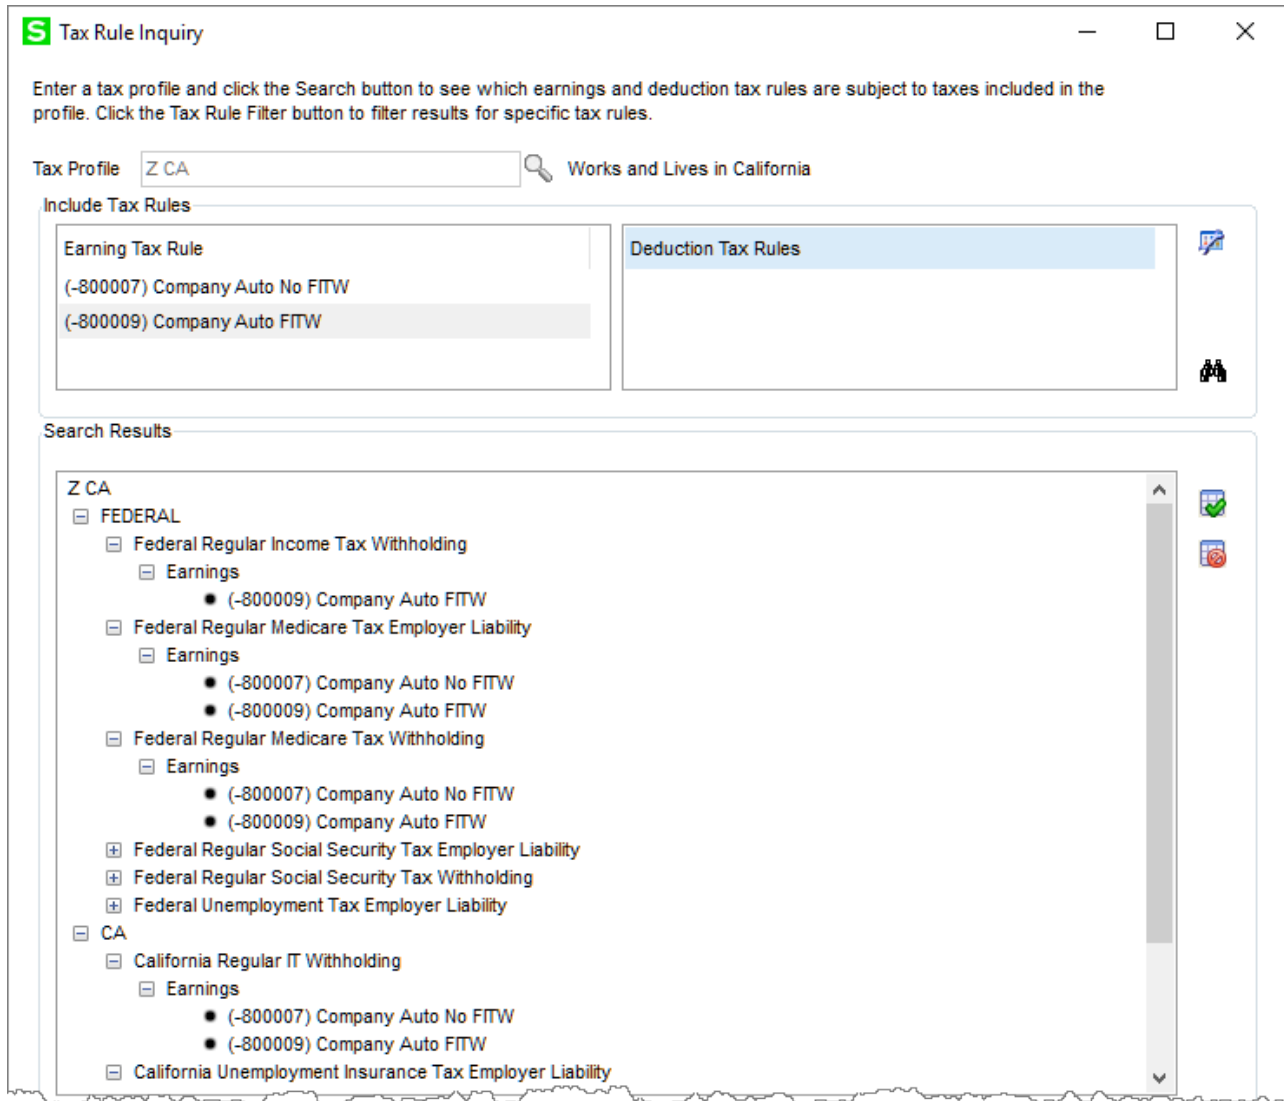 S Tax Rule Inquiry
Enter a tax profile and click the Search button to see which earnings and deduction tax rules are subject to taxes included in the
profile. Click the Tax Rule Filter button to filter results for specific tax rules.
Tax Profile Z CA Works and Lives in California
Include Tax Rules
Earning Tax Rule
(-800007) Company Auto No FITW
(-800009) Company Auto FITW
Deduction Tax Rules
Search Results
Z CA
FEDERAL
Federal Regular Income Tax Withholding
Earnings
(-800009) Company Auto FITW
Federal Regular Medicare Tax Employer Liability
Earnings
(-800007) Company Auto No FITW
(-800009) Company Auto FITW
Federal Regular Medicare Tax Withholding
Earnings
(-800007) Company Auto No FITW
(-800009) Company Auto FITW
Federal Regular Social Security Tax Employer Liability
Federal Regular Social Security Tax Withholding
Federal Unemployment Tax Employer Liability
CA
California Regular IT Withholding
Earnings
(-800007) Company Auto No FITW
(-800009) Company Auto FITW
California Unemployment Insurance Tax Employer Liability